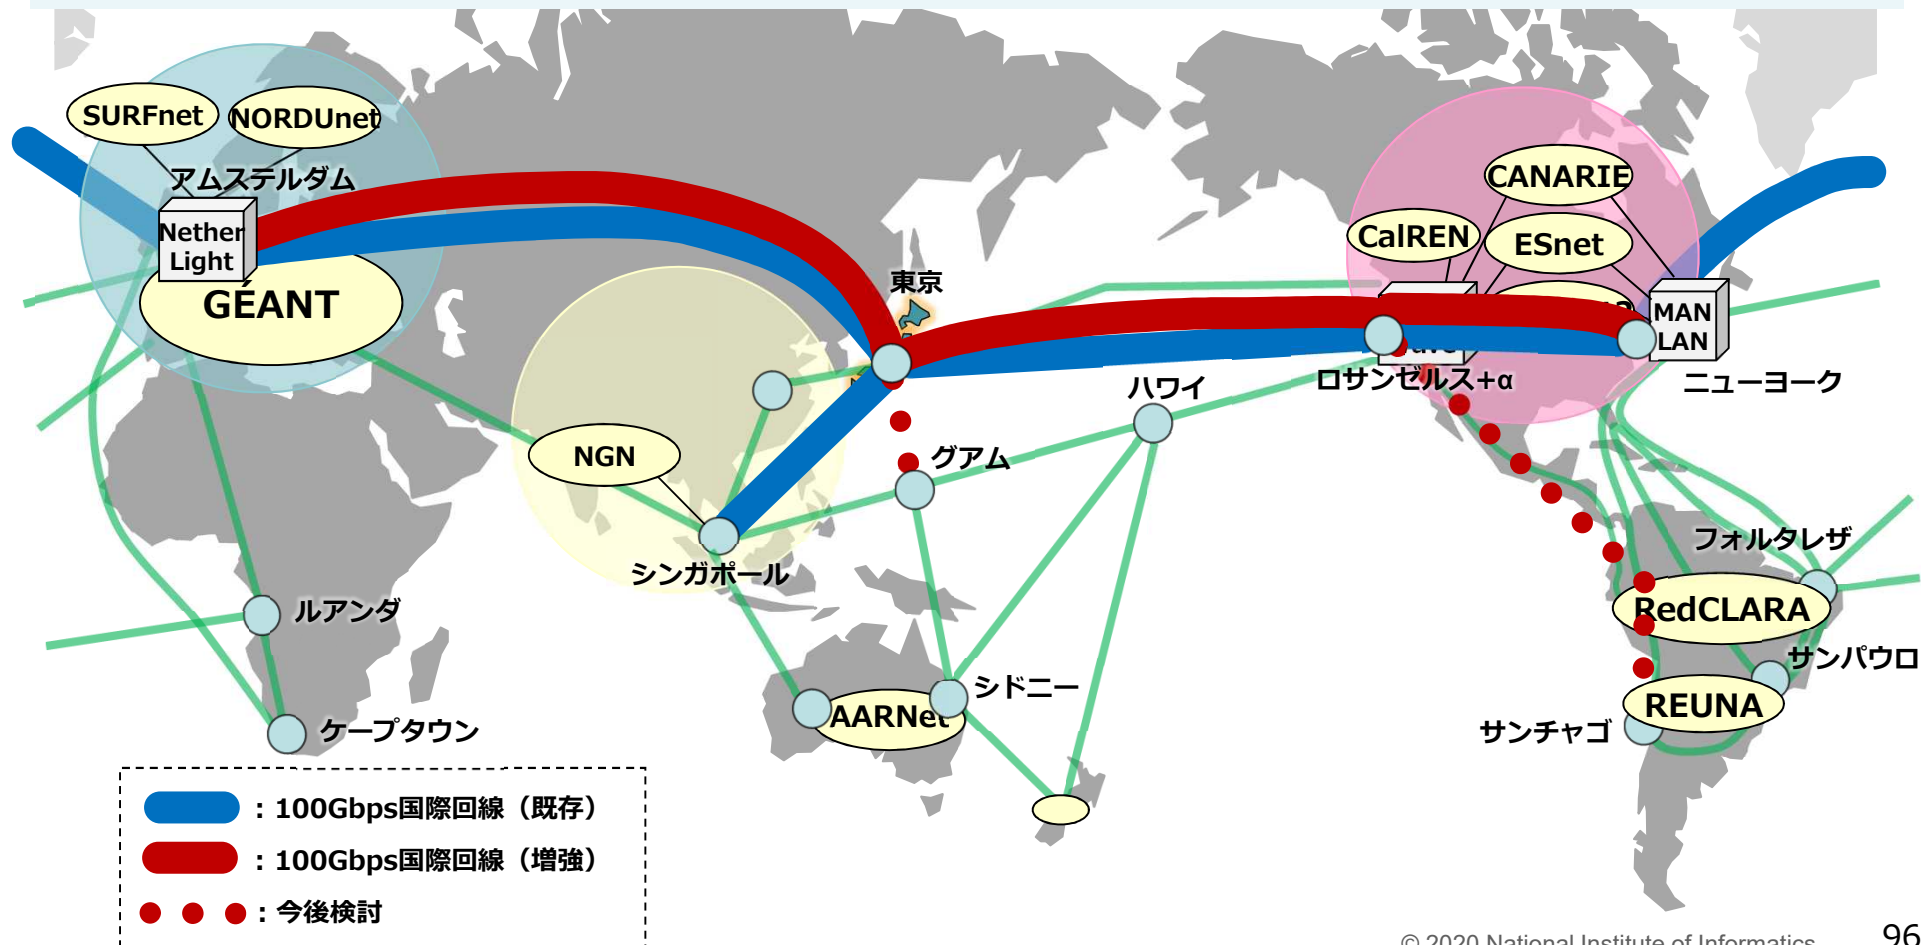 SURFnet
NORDUnet
アムステルダム
Nether
Light
GÉANT
CANARIE
CalREN
ESnet
東京
MAN
LAN
ロサンゼルス+α
ニューヨーク
ハワイ
NGN
グアム
シンガポール
フォルタレザ
ルアンダ
RedCLARA
サンパウロ
シドニー
AARNet
REUNA
ケープタウン
サンチャゴ
：100Gbps国際回線（既存）
：100Gbps国際回線（増強）
：今後検討
© 2020 National Institute of Informatics
96